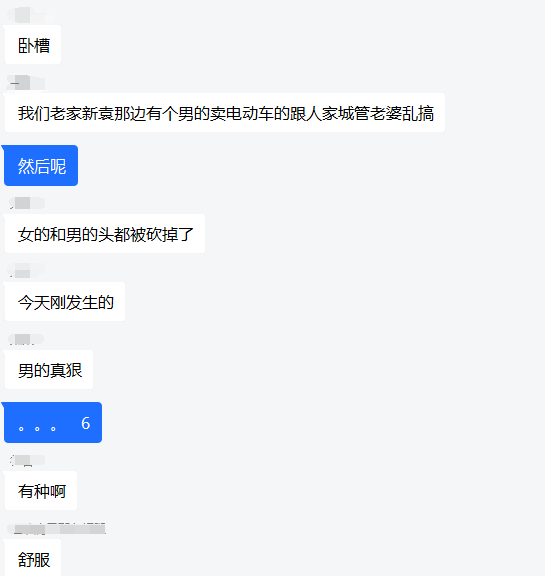 卧槽
我们老家新袁那边有个男的卖电动车的跟人家城管老婆乱搞
然后呢
女的和男的头都被砍掉了
今天刚发生的
男的真狠
。。。 6
有种啊
舒服